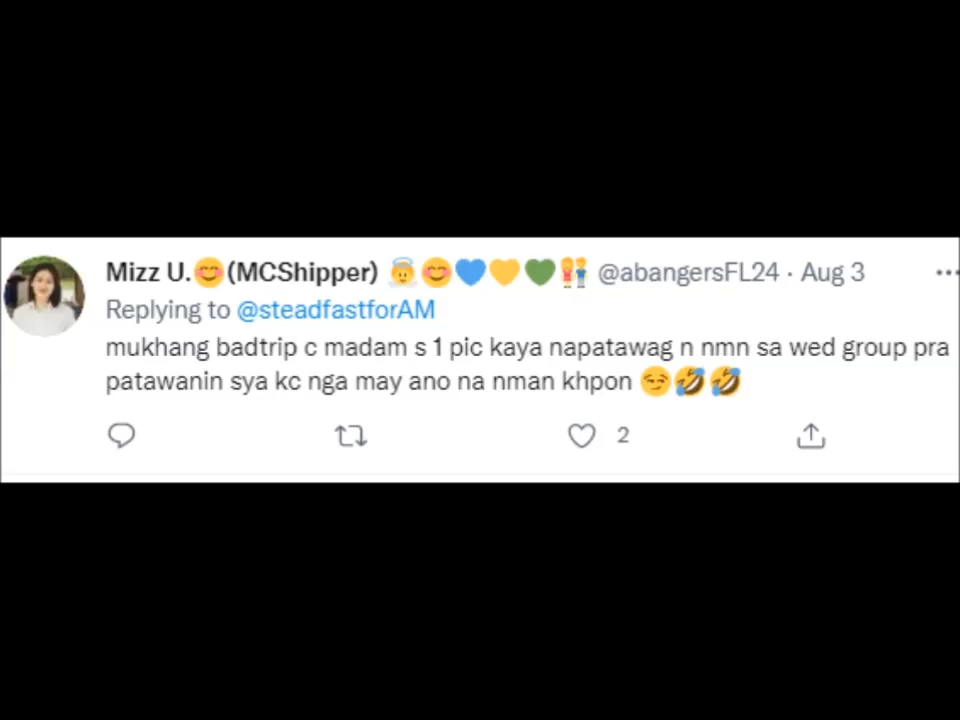 Mizz U.😊(MCShipper) 👼😊💙💛💚👫 @abangersFL24 · Aug 3
Replying to @steadfastforAM
mukhang badtrip c madam s 1 pic kaya napatawag n nmn sa wed group pra
patawanin sya kc nga may ano na nman khpon 😏🤣🤣
2